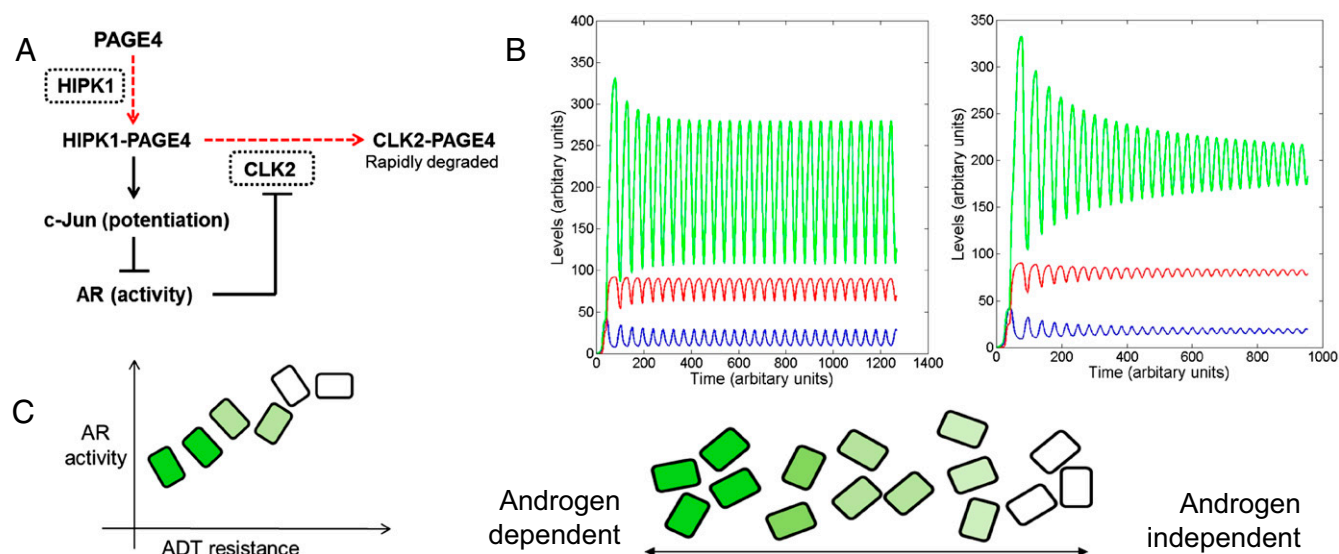 A
PAGE4
HIPK1
HIPK1-PAGE4
CLK2-PAGE4
Rapidly degraded
CLK2
c-Jun (potentiation)
AR (activity)
B
400
350
300
250
200
150
100
50
0
Levels (arbitary units)
0 200 400 600 800 1000 1200 1400
Time (arbitary units)
350
300
250
200
150
100
50
0
Levels (arbitary units)
0 200 400 600 800 1000
Time (arbitary units)
C
AR
activity
ADT resistance
Androgen
dependent
Androgen
independent